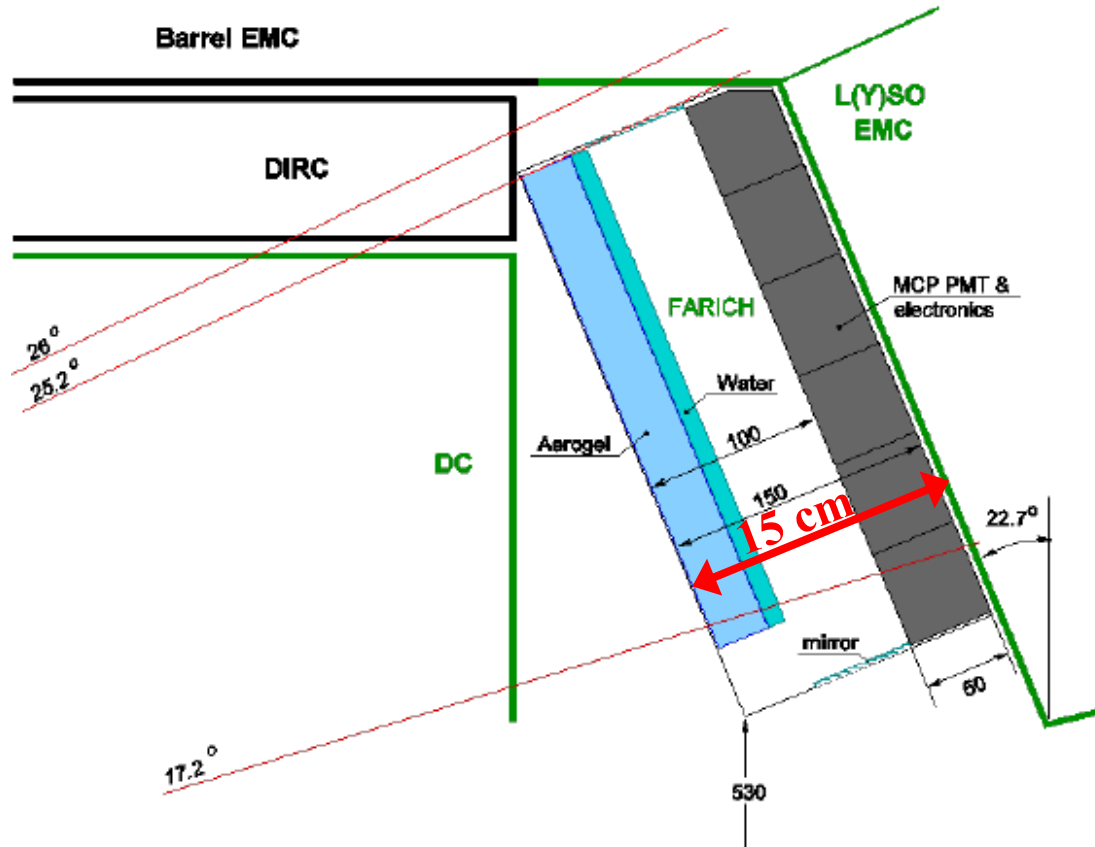 Barrel EMC
L(Y)SO
EMC
DIRC
MCP PMT &
electronics
FARICH
26°
25.2°
Water
100
Aerogel
DC
150
15 cm
22.7°
mirror
50
17.2°
530